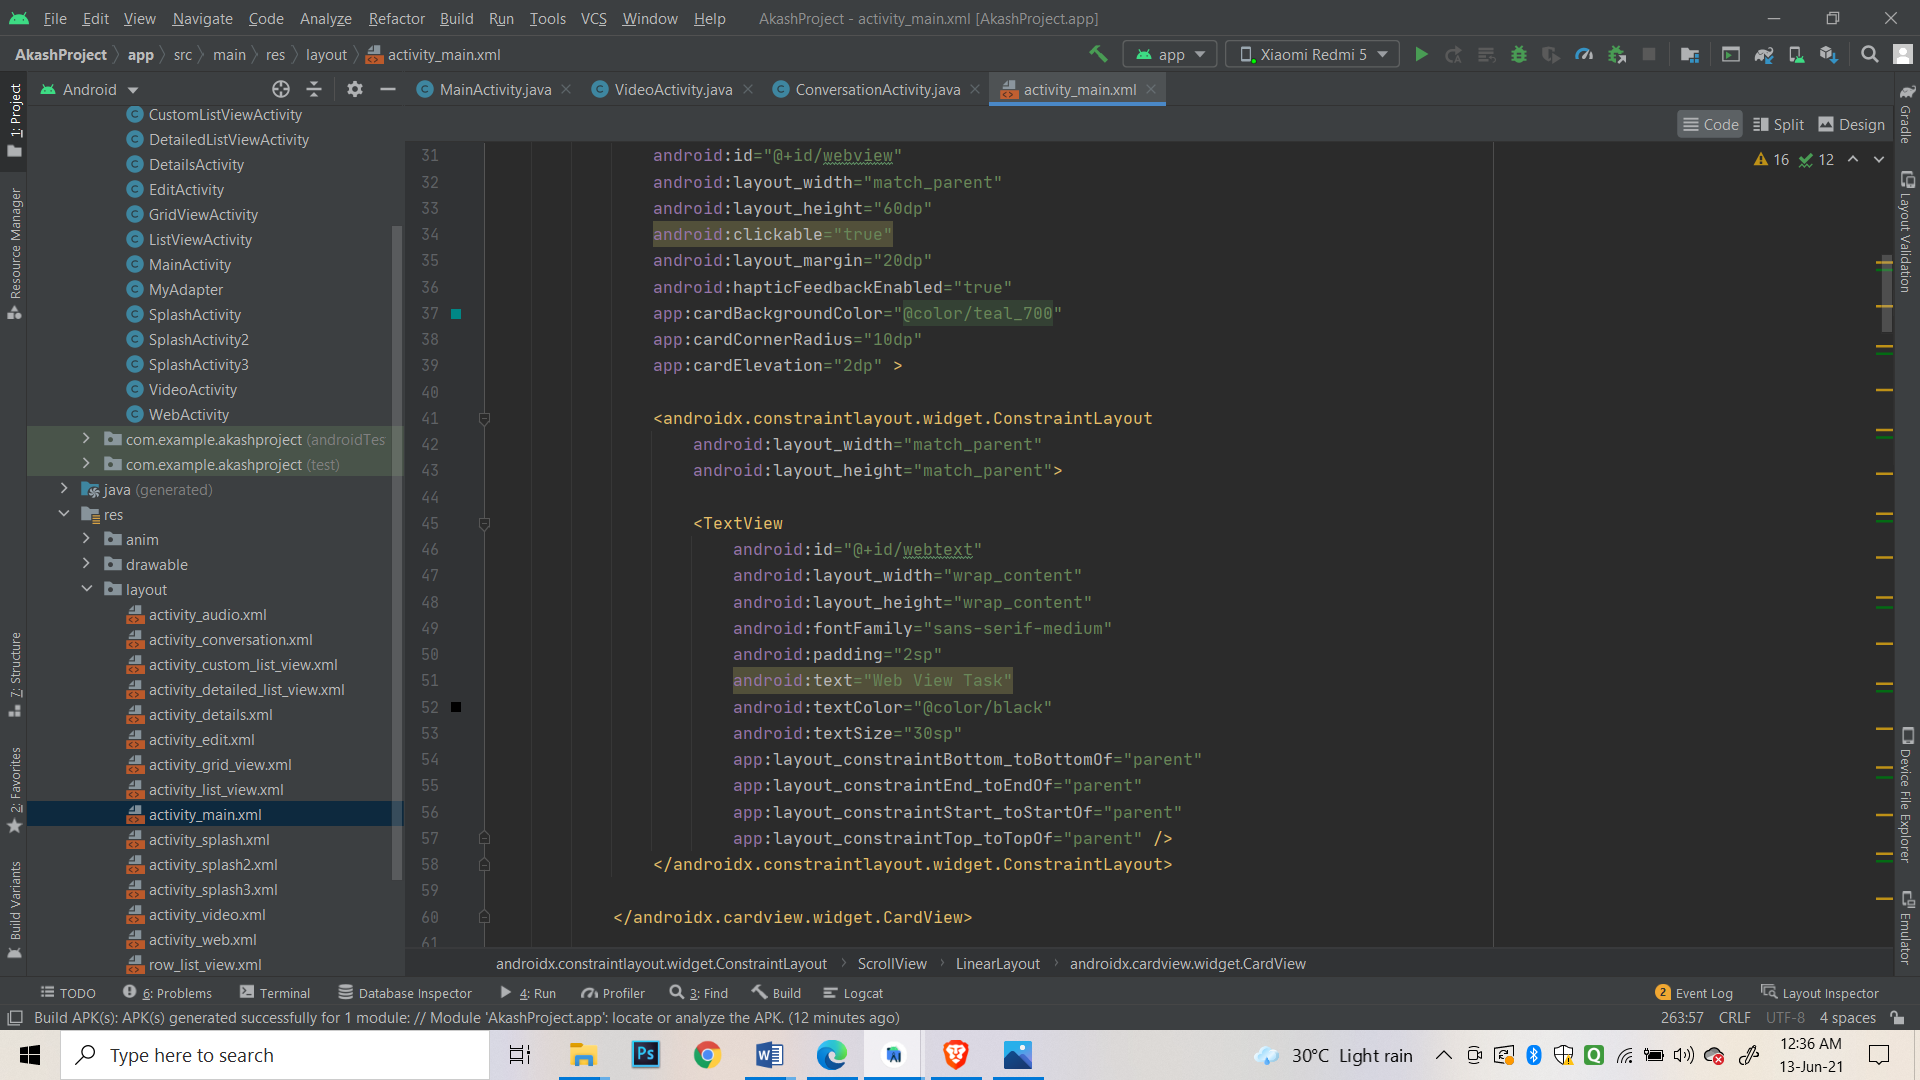 File Edit View Navigate Code Analyze Refactor Build Run Tools VCS Window Help AkashProject - activity_main.xml [AkashProject.app]
AkashProject app src main res layout activity_main.xml app Xiaomi Redmi 5
Android MainActivity.java VideoActivity.java ConversationActivity.java activity_main.xml
Code Split Design
16 12
1: Project
Resource Manager
7: Structure
2: Favorites
Build Variants
CustomListViewActivity
DetailedListViewActivity
DetailsActivity
EditActivity
GridViewActivity
ListViewActivity
MainActivity
MyAdapter
SplashActivity
SplashActivity2
SplashActivity3
VideoActivity
WebActivity
com.example.akashproject (androidTes
com.example.akashproject (test)
java (generated)
res
anim
drawable
layout
activity_audio.xml
activity_conversation.xml
activity_custom_list_view.xml
activity_detailed_list_view.xml
activity_details.xml
activity_edit.xml
activity_grid_view.xml
activity_list_view.xml
activity_main.xml
activity_splash.xml
activity_splash2.xml
activity_splash3.xml
activity_video.xml
activity_web.xml
row_list_view.xml
31 android:id="@+id/webview"
32 android:layout_width="match_parent"
33 android:layout_height="60dp"
34 android:clickable="true"
35 android:layout_margin="20dp"
36 android:hapticFeedbackEnabled="true"
37 app:cardBackgroundColor="@color/teal_700"
38 app:cardCornerRadius="10dp"
39 app:cardElevation="2dp" >
40
41 <androidx.constraintlayout.widget.ConstraintLayout
42 android:layout_width="match_parent"
43 android:layout_height="match_parent">
44
45 <TextView
46 android:id="@+id/webtext"
47 android:layout_width="wrap_content"
48 android:layout_height="wrap_content"
49 android:fontFamily="sans-serif-medium"
50 android:padding="2sp"
51 android:text="Web View Task"
52 android:textColor="@color/black"
53 android:textSize="30sp"
54 app:layout_constraintBottom_toBottomOf="parent"
55 app:layout_constraintEnd_toEndOf="parent"
56 app:layout_constraintStart_toStartOf="parent"
57 app:layout_constraintTop_toTopOf="parent" />
58 </androidx.constraintlayout.widget.ConstraintLayout>
59
60 </androidx.cardview.widget.CardView>
61
Gradle
Layout Validation
Device File Explorer
Emulator
androidx.constraintlayout.widget.ConstraintLayout ScrollView LinearLayout androidx.cardview.widget.CardView
TODO 6: Problems Terminal Database Inspector 4: Run Profiler 3: Find Build Logcat 2 Event Log Layout Inspector
Build APK(s): APK(s) generated successfully for 1 module: // Module 'AkashProject.app': locate or analyze the APK. (12 minutes ago) 263:57 CRLF UTF-8 4 spaces
Type here to search Ps 30°C Light rain 12:36 AM
13-Jun-21